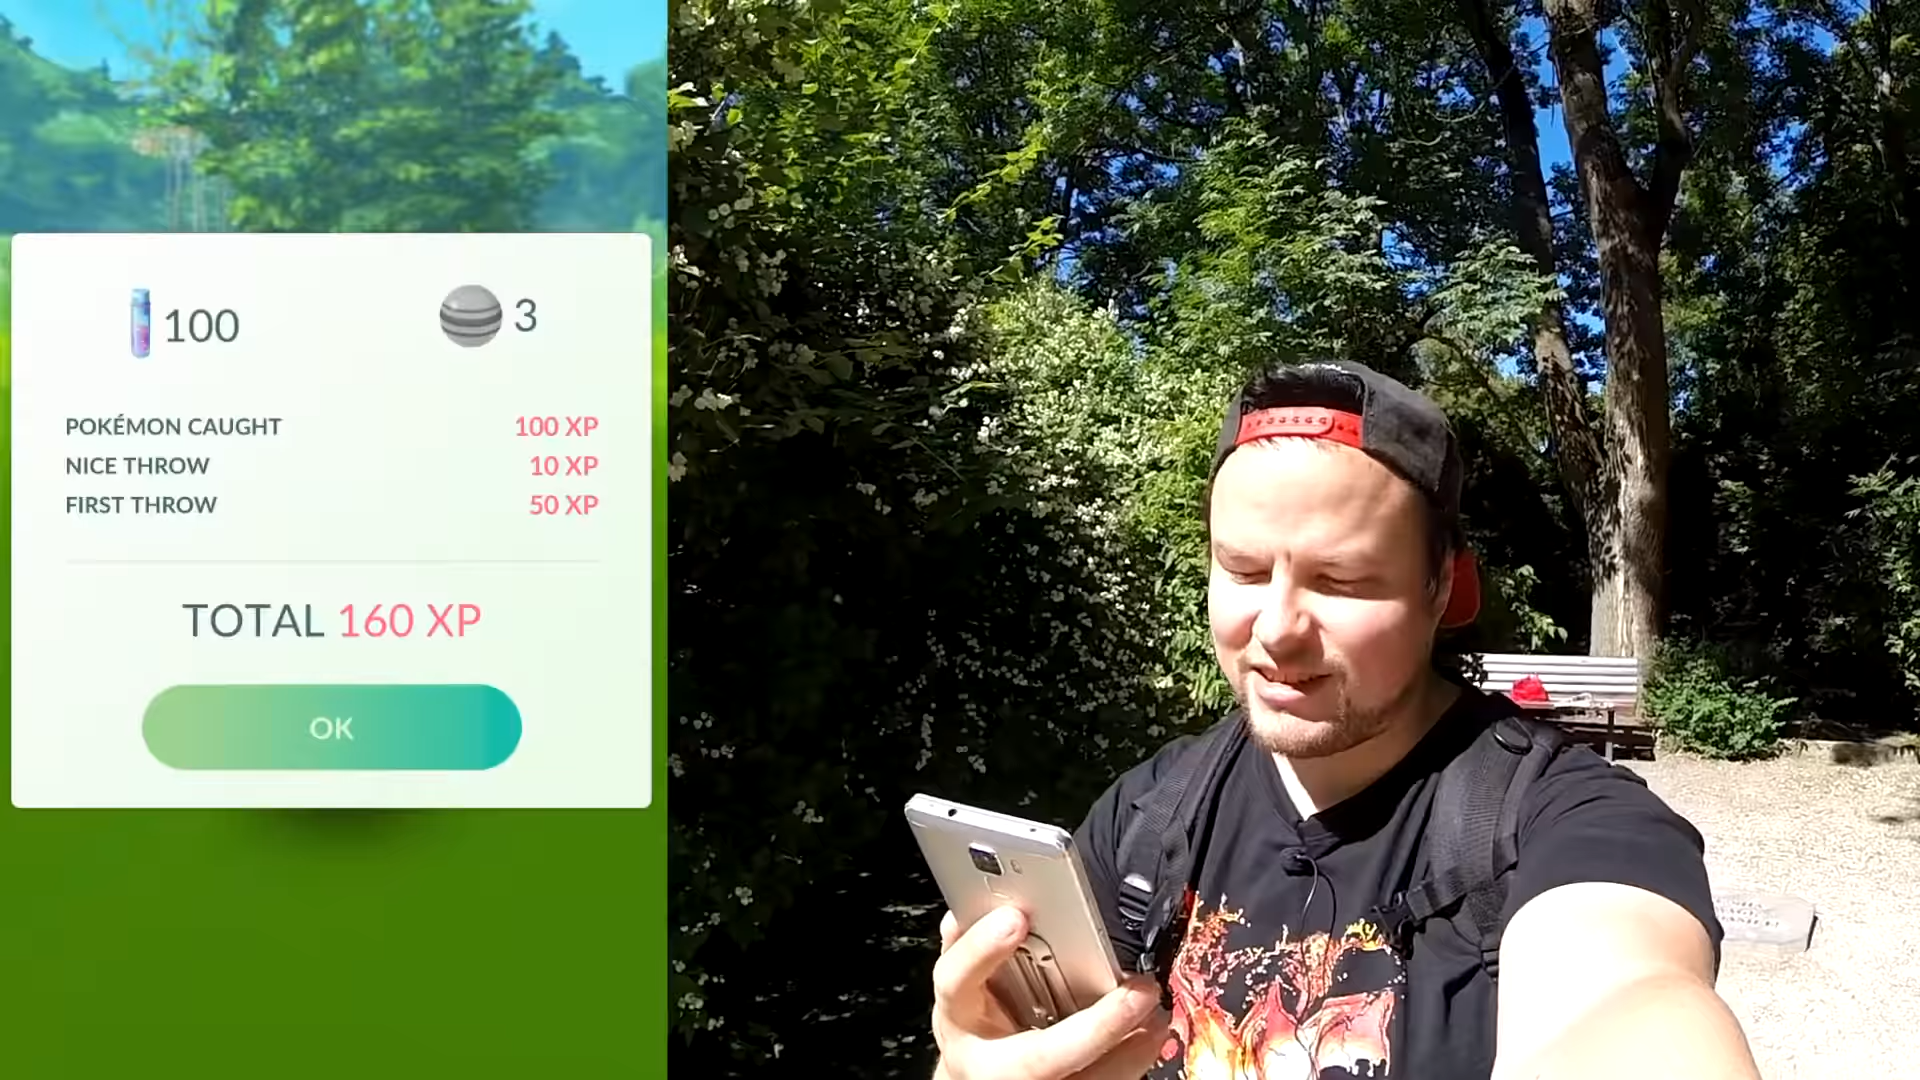 100
3
POKÉMON CAUGHT 100 XP
NICE THROW 10 XP
FIRST THROW 50 XP
TOTAL 160 XP
OK